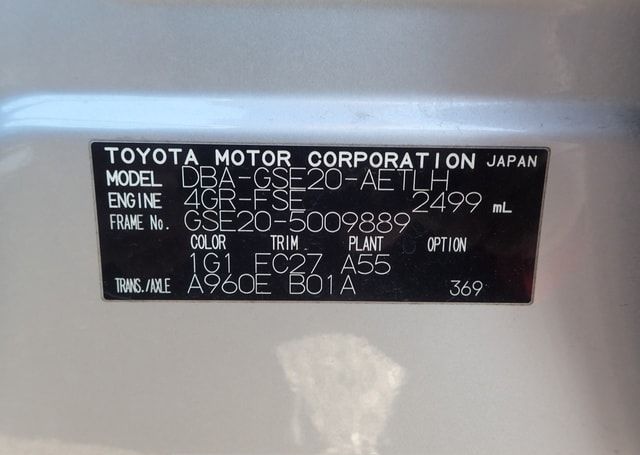 TOYOTA MOTOR CORPORATION JAPAN
MODEL DBA-GSE20-AETLH
ENGINE 4GR-FSE 2499 mL
FRAME No. GSE20-5009889
COLOR TRIM PLANT OPTION
1G1 FC27 A55
TRANS./AXLE A960E B01A 369